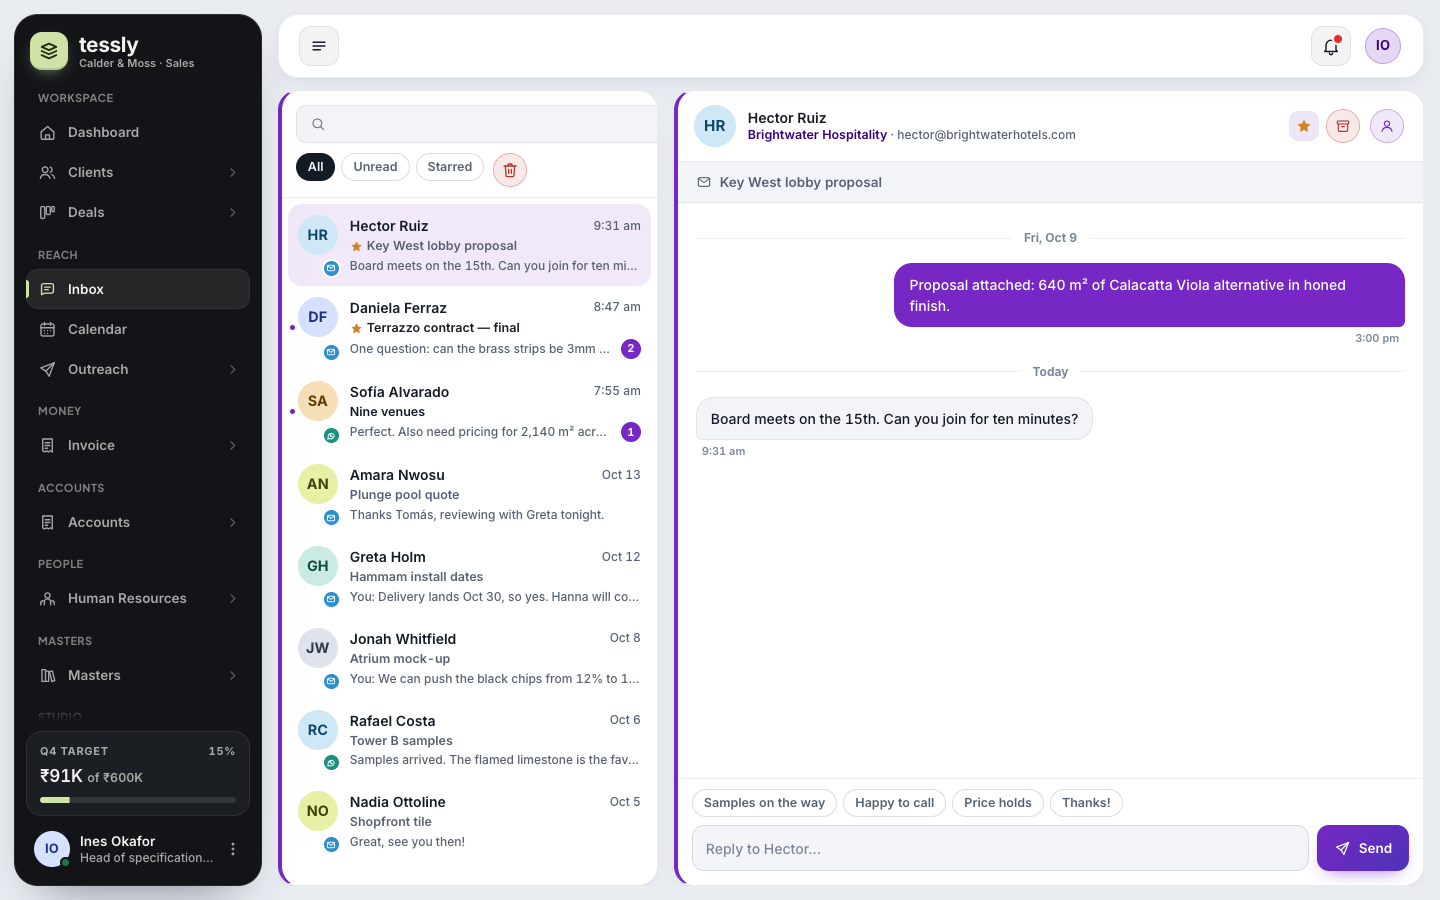 tessly
Calder & Moss · Sales
WORKSPACE
Dashboard
Clients
Deals
REACH
Inbox
Calendar
Outreach
MONEY
Invoice
ACCOUNTS
Accounts
PEOPLE
Human Resources
MASTERS
Masters
STUDIO
Q4 TARGET 15%
₹91K of ₹600K
IO
Ines Okafor
Head of specification...
IO
All Unread Starred
HR
Hector Ruiz 9:31 am
Key West lobby proposal
Board meets on the 15th. Can you join for ten mi...
DF
Daniela Ferraz 8:47 am
Terrazzo contract — final
One question: can the brass strips be 3mm ... 2
SA
Sofía Alvarado 7:55 am
Nine venues
Perfect. Also need pricing for 2,140 m² acr... 1
AN
Amara Nwosu Oct 13
Plunge pool quote
Thanks Tomás, reviewing with Greta tonight.
GH
Greta Holm Oct 12
Hammam install dates
You: Delivery lands Oct 30, so yes. Hanna will co...
JW
Jonah Whitfield Oct 8
Atrium mock-up
You: We can push the black chips from 12% to 1...
RC
Rafael Costa Oct 6
Tower B samples
Samples arrived. The flamed limestone is the fav...
NO
Nadia Ottoline Oct 5
Shopfront tile
Great, see you then!
HR
Hector Ruiz
Brightwater Hospitality · hector@brightwaterhotels.com
Key West lobby proposal
Fri, Oct 9
Proposal attached: 640 m² of Calacatta Viola alternative in honed
finish.
3:00 pm
Today
Board meets on the 15th. Can you join for ten minutes?
9:31 am
Samples on the way Happy to call Price holds Thanks!
Reply to Hector...
Send